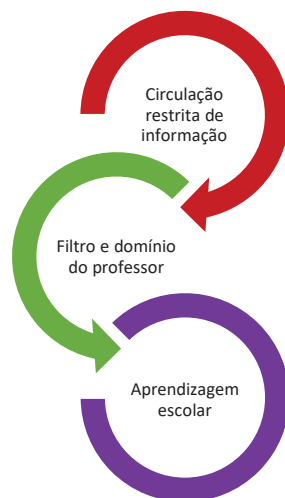 Circulação
restrita de
informação
Filtro e domínio
do professor
Aprendizagem
escolar